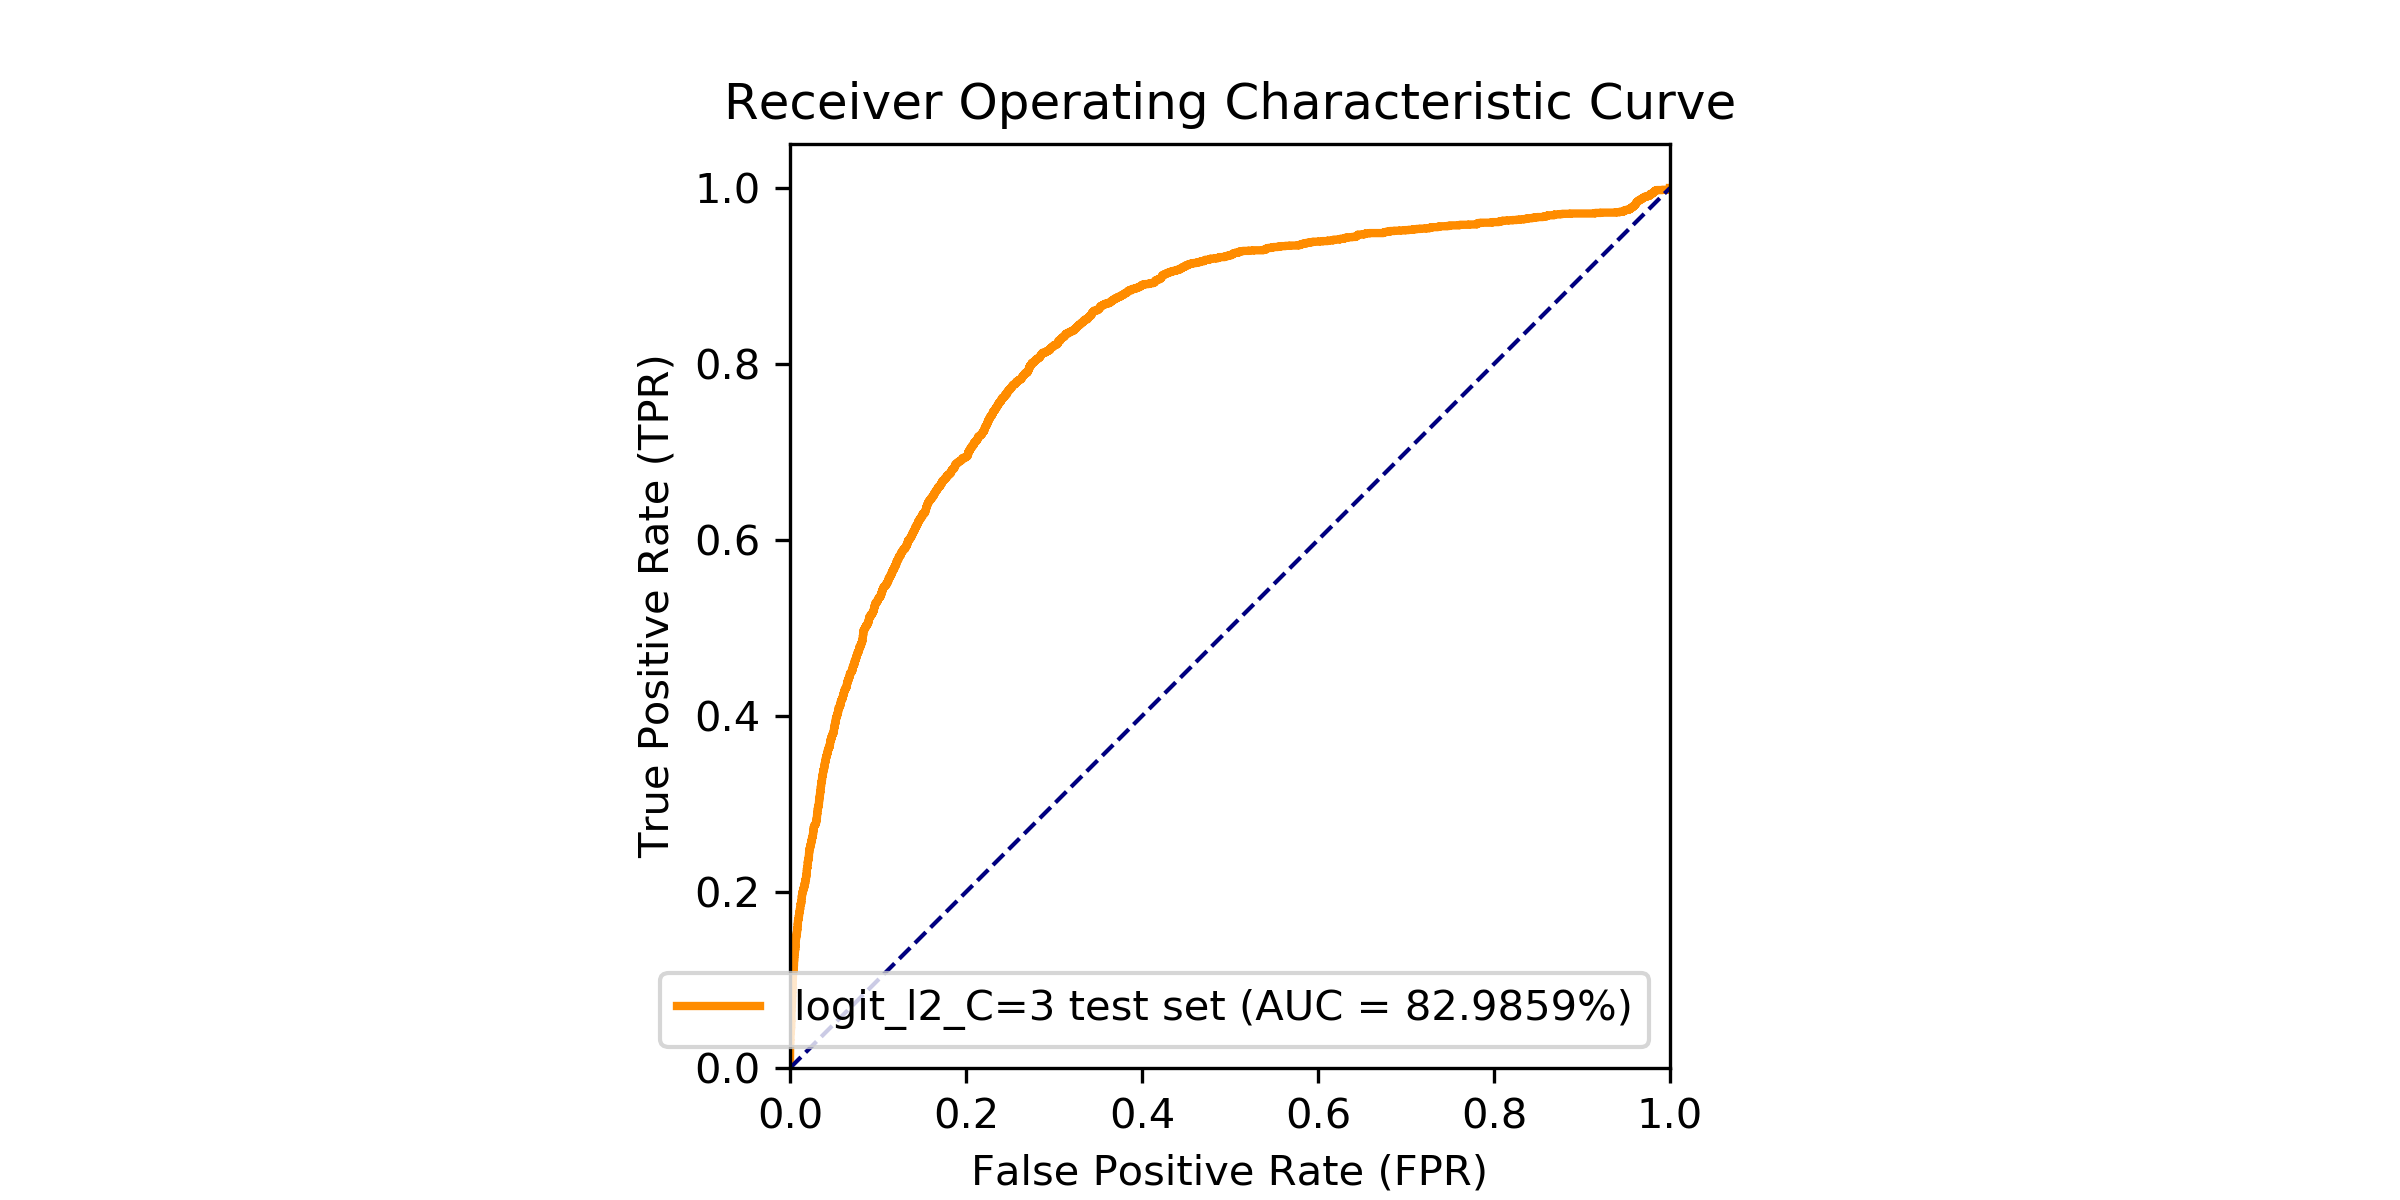 Receiver Operating Characteristic Curve
True Positive Rate (TPR)
1.0
0.8
0.6
0.4
0.2
0.0
logit_l2_C=3 test set (AUC = 82.9859%)
0.0 0.2 0.4 0.6 0.8 1.0
False Positive Rate (FPR)